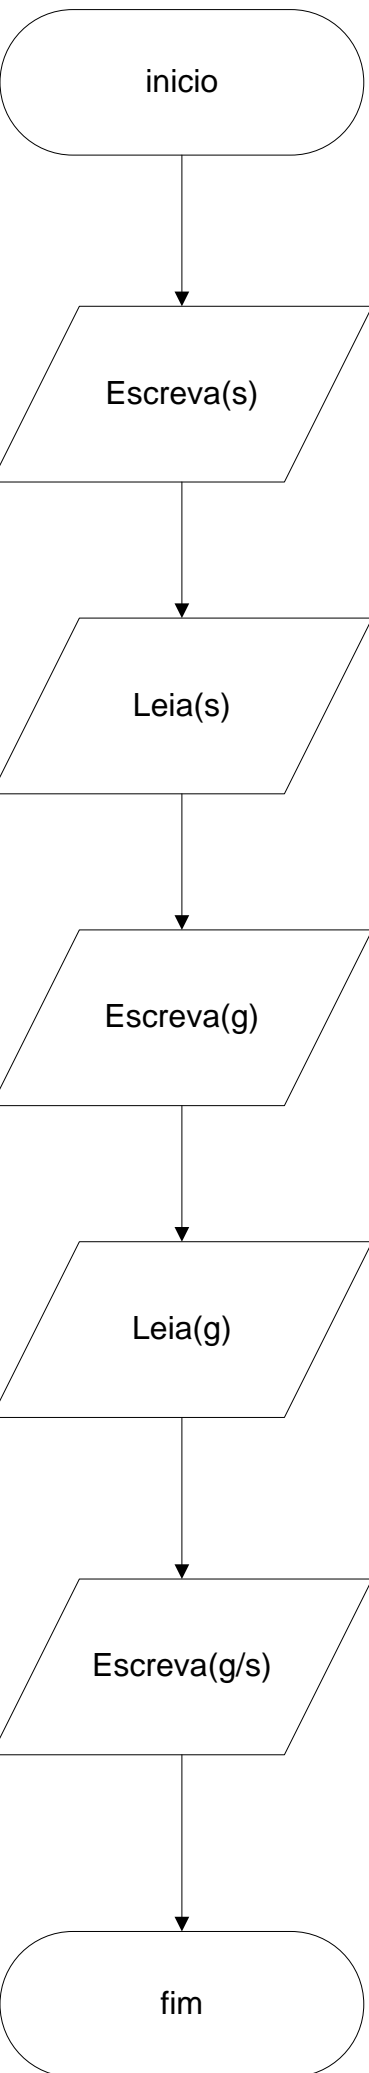 inicio
Escreva(s)
Leia(s)
Escreva(g)
Leia(g)
Escreva(g/s)
fim